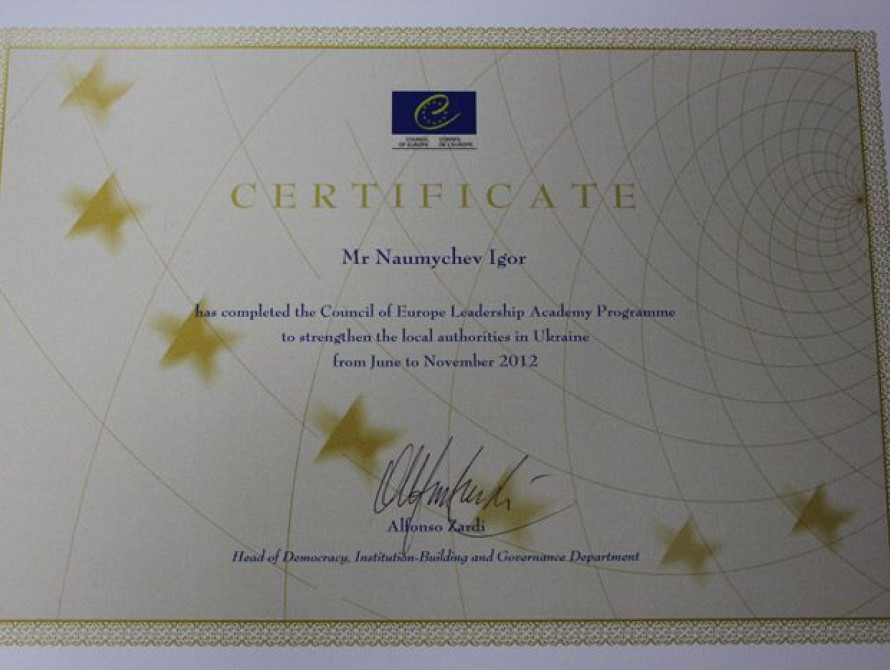 COUNCIL CONSEIL
OF EUROPE DE L'EUROPE
CERTIFICATE
Mr Naumychev Igor
has completed the Council of Europe Leadership Academy Programme
to strengthen the local authorities in Ukraine
from June to November 2012
Alfonso Zardi
Head of Democracy, Institution-Building and Governance Department